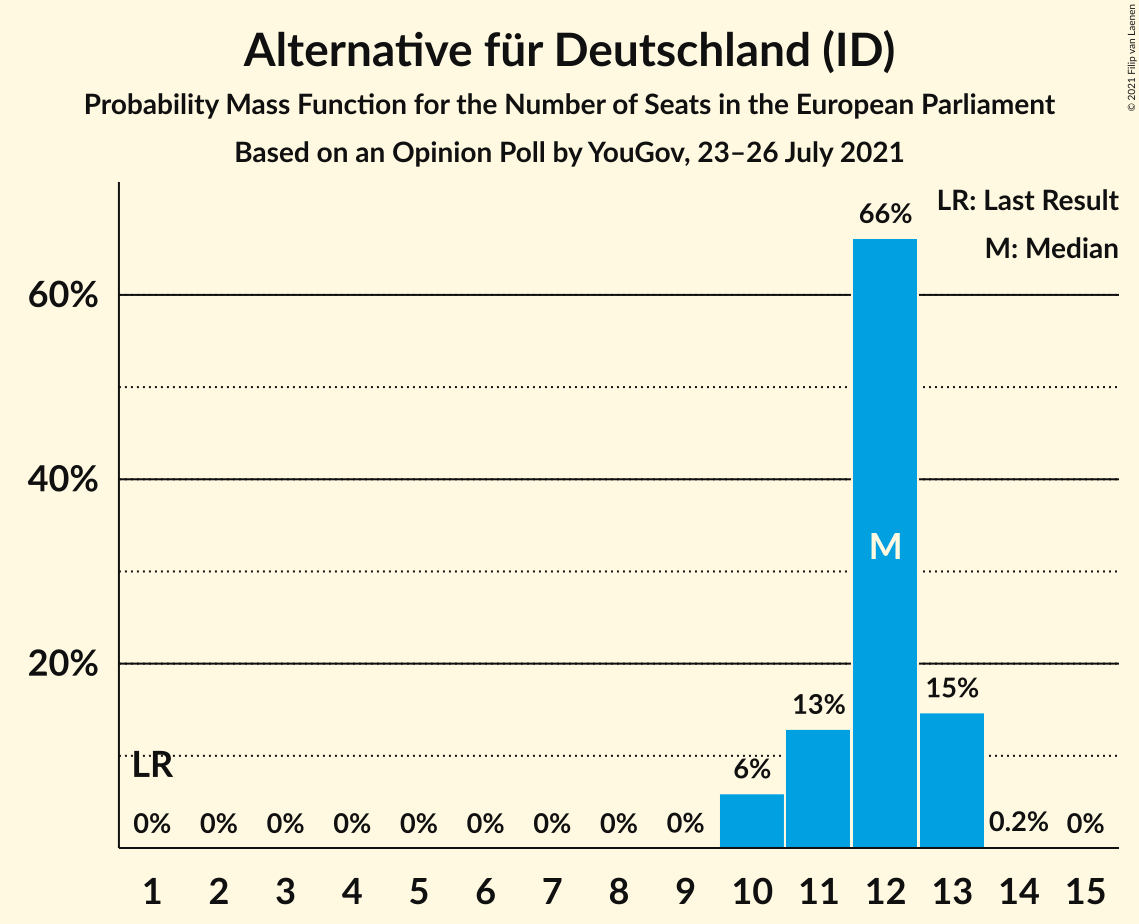 Alternative für Deutschland (ID)
Probability Mass Function for the Number of Seats in the European Parliament
Based on an Opinion Poll by YouGov, 23–26 July 2021
© 2021 Filip van Laenen
LR: Last Result
M: Median
66%
60%
40%
M
20%
15%
13%
LR
6%
0% 0% 0% 0% 0% 0% 0% 0% 0% 0.2% 0%
1 2 3 4 5 6 7 8 9 10 11 12 13 14 15